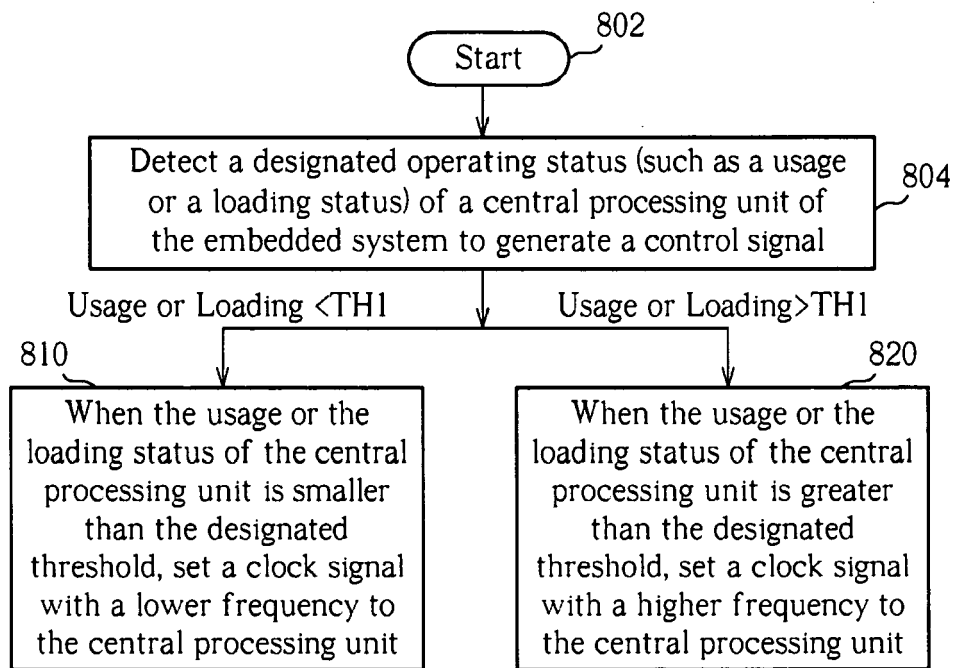 802
Start
Detect a designated operating status (such as a usage
or a loading status) of a central processing unit of
the embedded system to generate a control signal
804
Usage or Loading <TH1
Usage or Loading>TH1
810
When the usage or the
loading status of the central
processing unit is smaller
than the designated
threshold, set a clock signal
with a lower frequency to
the central processing unit
820
When the usage or the
loading status of the central
processing unit is greater
than the designated
threshold, set a clock signal
with a higher frequency to
the central processing unit